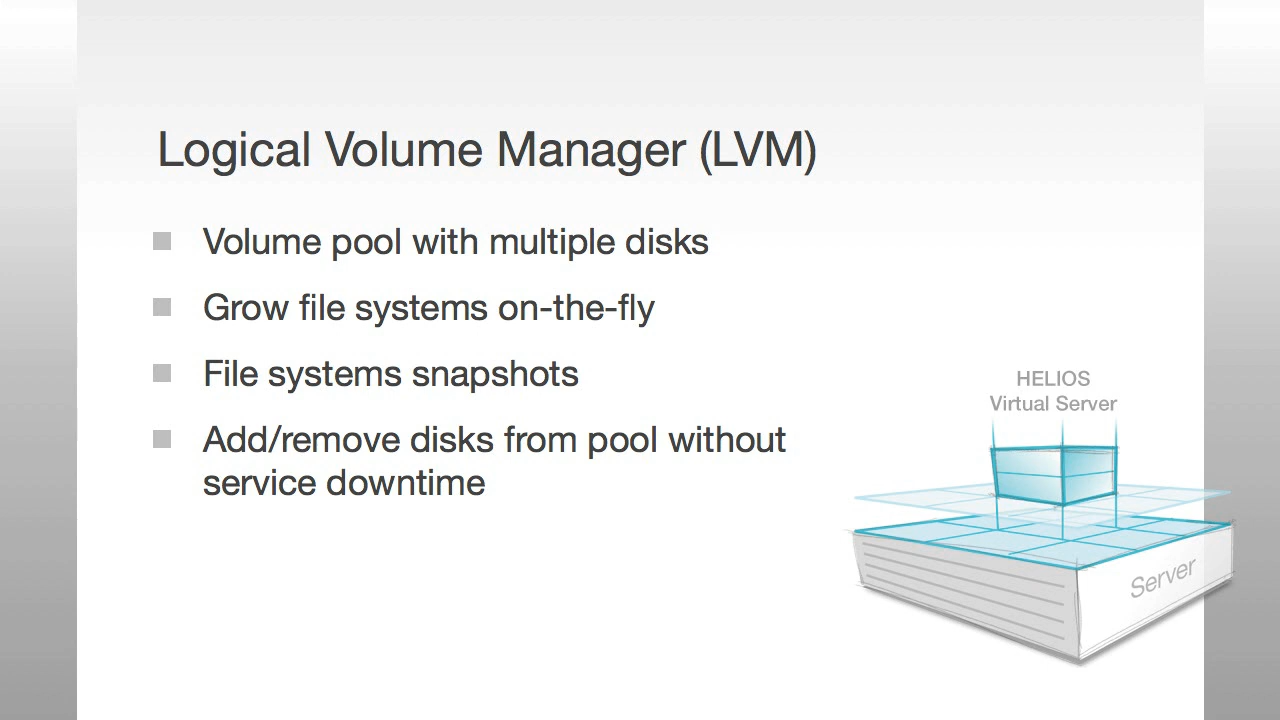 Logical Volume Manager (LVM)
Volume pool with multiple disks
Grow file systems on-the-fly
File systems snapshots
Add/remove disks from pool without
service downtime
HELIOS
Virtual Server
Server